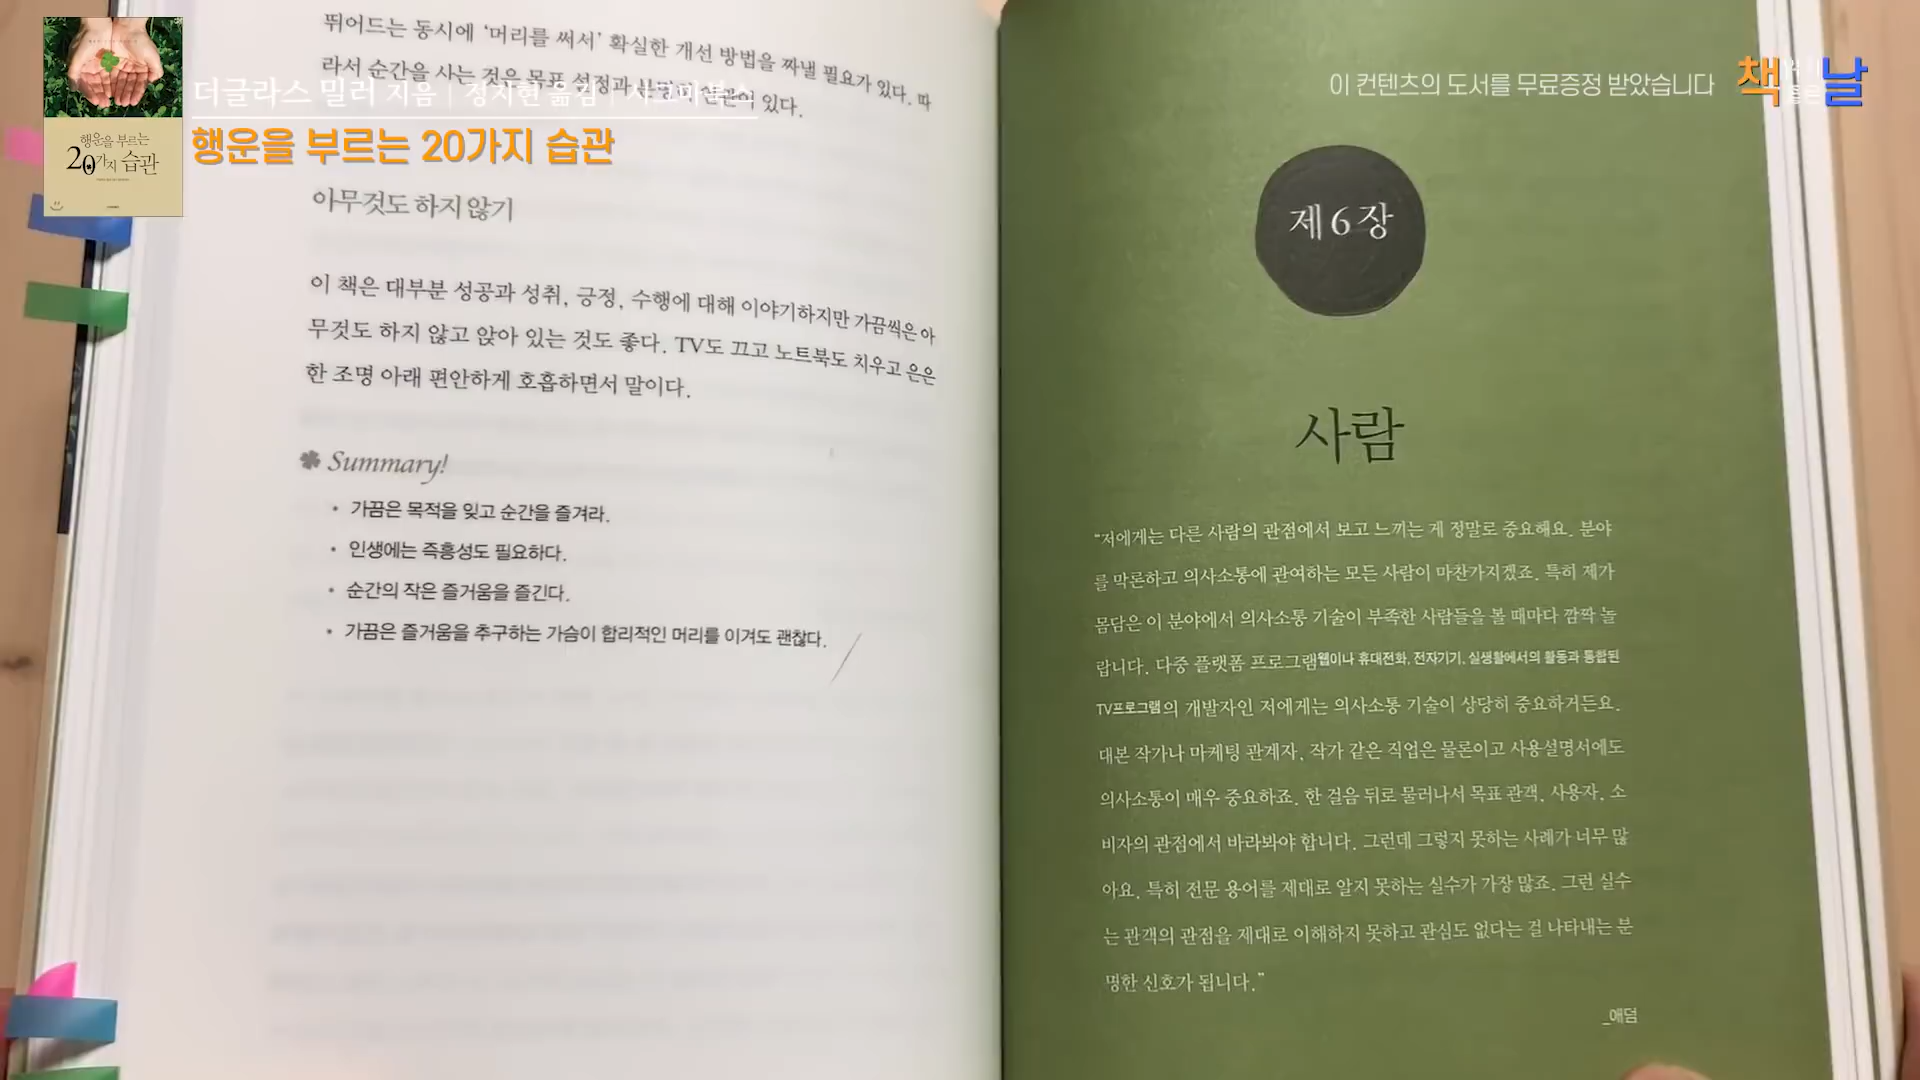 더글라스 밀러 지음 | 정지현 옮김 |
행운을 부르는 20가지 습관
행운을 부르는
20가지 습관
이 컨텐츠의 도서를 무료증정 받았습니다
책
날
뛰어드는 동시에 ‘머리를 써서’ 확실한 개선 방법을 짜낼 필요가 있다. 따
라서 순간을 사는 것은 목표 설정과 분명히 연관이 있다.
아무것도 하지 않기
이 책은 대부분 성공과 성취, 긍정, 수행에 대해 이야기하지만 가끔씩은 아
무것도 하지 않고 앉아 있는 것도 좋다. TV도 끄고 노트북도 치우고 은은
한 조명 아래 편안하게 호흡하면서 말이다.
Summary!
• 가끔은 목적을 잊고 순간을 즐겨라.
• 인생에는 즉흥성도 필요하다.
• 순간의 작은 즐거움을 즐긴다.
• 가끔은 즐거움을 추구하는 가슴이 합리적인 머리를 이겨도 괜찮다.
제 6 장
사람
“저에게는 다른 사람의 관점에서 보고 느끼는 게 정말로 중요해요. 분야
를 막론하고 의사소통에 관여하는 모든 사람이 마찬가지겠죠. 특히 제가
몸담은 이 분야에서 의사소통 기술이 부족한 사람들을 볼 때마다 깜짝 놀
랍니다. 다중 플랫폼 프로그램웹이나 휴대전화, 전자기기, 실생활에서의 활동과 통합된
TV프로그램의 개발자인 저에게는 의사소통 기술이 상당히 중요하거든요.
대본 작가나 마케팅 관계자, 작가 같은 직업은 물론이고 사용설명서에도
의사소통이 매우 중요하죠. 한 걸음 뒤로 물러나서 목표 관객, 사용자, 소
비자의 관점에서 바라봐야 합니다. 그런데 그렇지 못하는 사례가 너무 많
아요. 특히 전문 용어를 제대로 알지 못하는 실수가 가장 많죠. 그런 실수
는 관객의 관점을 제대로 이해하지 못하고 관심도 없다는 걸 나타내는 분
명한 신호가 됩니다.”
_애덤